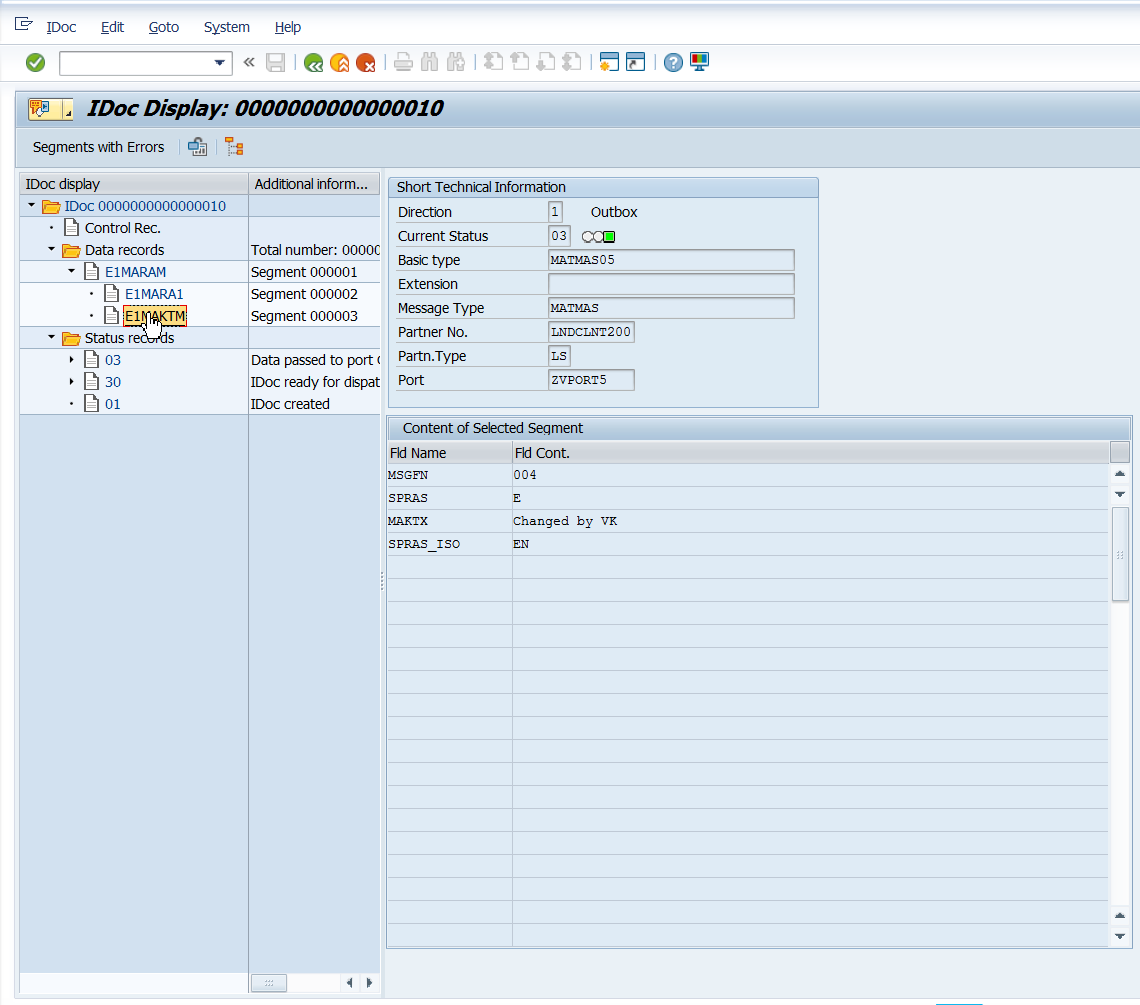 IDoc Edit Goto System Help
IDoc Display: 0000000000000010
Segments with Errors
IDoc display Additional inform...
IDoc 0000000000000010
Control Rec.
Data records Total number: 00000
E1MARAM Segment 000001
E1MARA1 Segment 000002
E1MAKTM Segment 000003
Status records
03 Data passed to port
30 IDoc ready for dispat
01 IDoc created
Short Technical Information
Direction 1 Outbox
Current Status 03
Basic type MATMAS05
Extension
Message Type MATMAS
Partner No. LNDCLNT200
Partn.Type LS
Port ZVPORT5
Content of Selected Segment
Fld Name Fld Cont.
MSGFN 004
SPRAS E
MAKTX Changed by VK
SPRAS_ISO EN